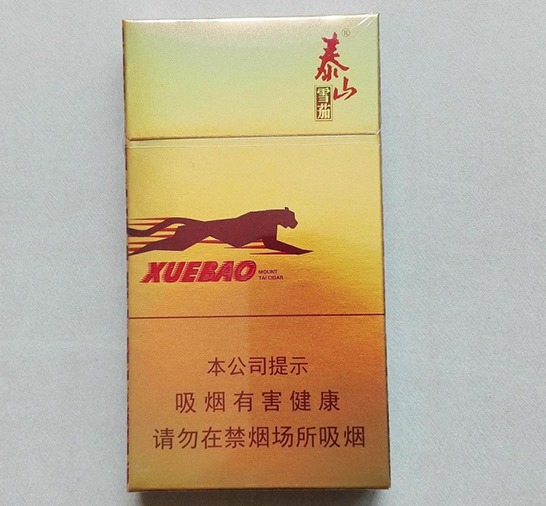 泰山®
雪茄
XUEBAO
MOUNT
TAI CIGAR
本公司提示
吸烟有害健康
请勿在禁烟场所吸烟